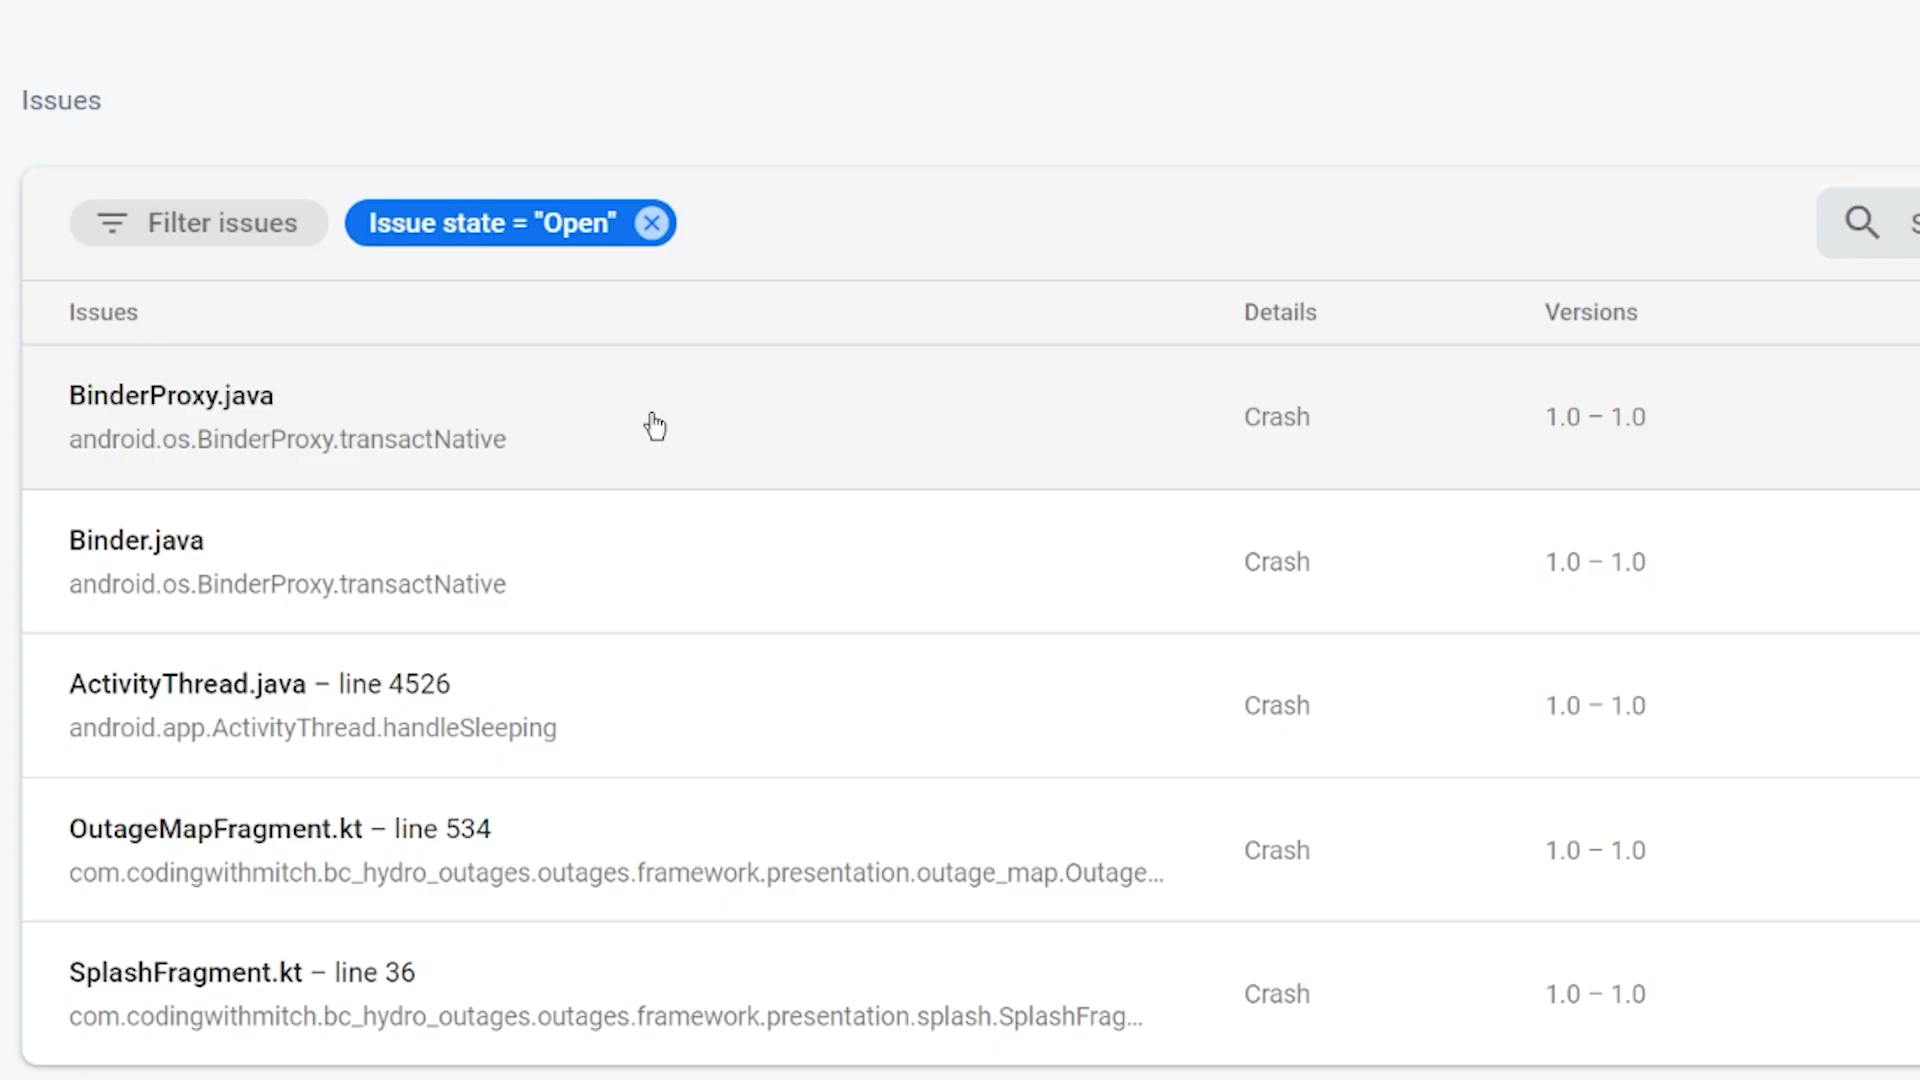 Issues
Filter issues
Issue state = "Open"
Issues Details Versions
BinderProxy.java
android.os.BinderProxy.transactNative
Crash 1.0 – 1.0
Binder.java
android.os.BinderProxy.transactNative
Crash 1.0 – 1.0
ActivityThread.java – line 4526
android.app.ActivityThread.handleSleeping
Crash 1.0 – 1.0
OutageMapFragment.kt – line 534
com.codingwithmitch.bc_hydro_outages.outages.framework.presentation.outage_map.Outage...
Crash 1.0 – 1.0
SplashFragment.kt – line 36
com.codingwithmitch.bc_hydro_outages.outages.framework.presentation.splash.SplashFrag...
Crash 1.0 – 1.0